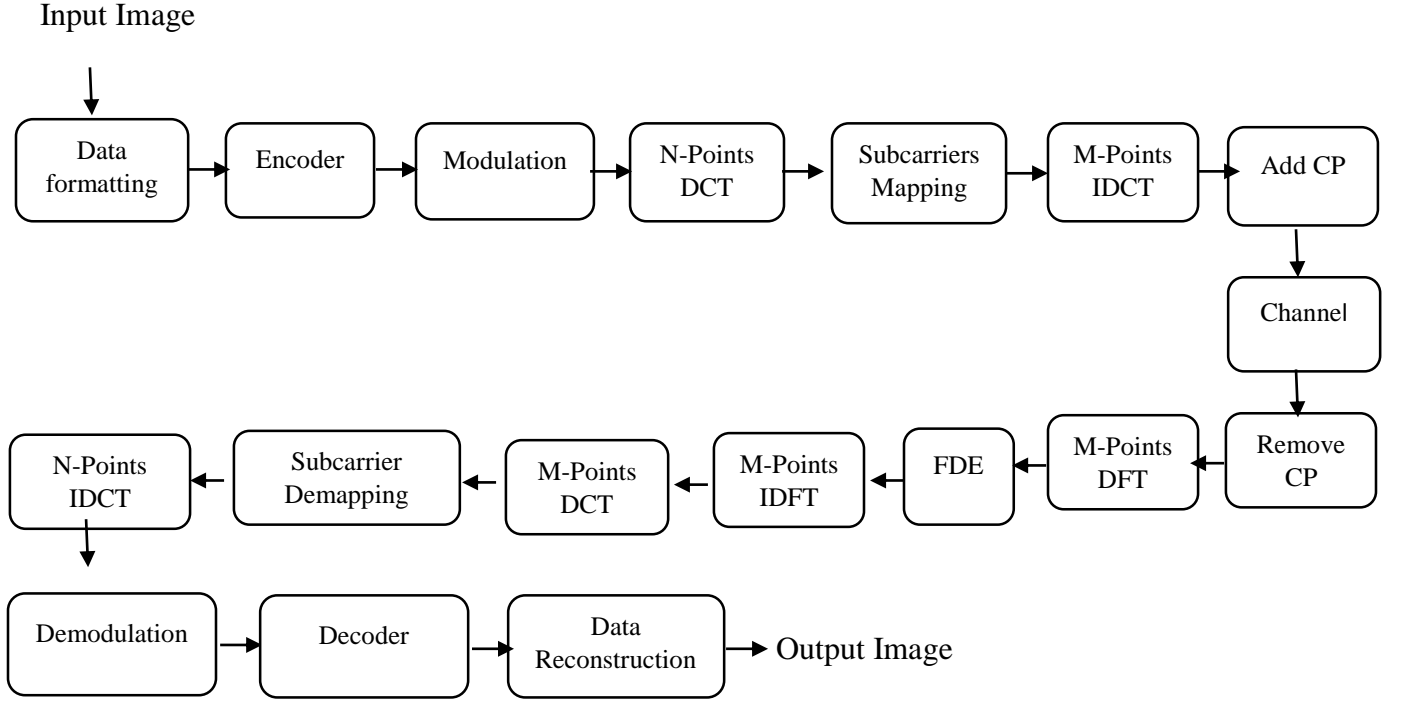 Input Image
Data
formatting
Encoder
Modulation
N-Points
DCT
Subcarriers
Mapping
M-Points
IDCT
Add CP
Channel
Remove
CP
M-Points
DFT
FDE
M-Points
IDFT
M-Points
DCT
Subcarrier
Demapping
N-Points
IDCT
Demodulation
Decoder
Data
Reconstruction
Output Image